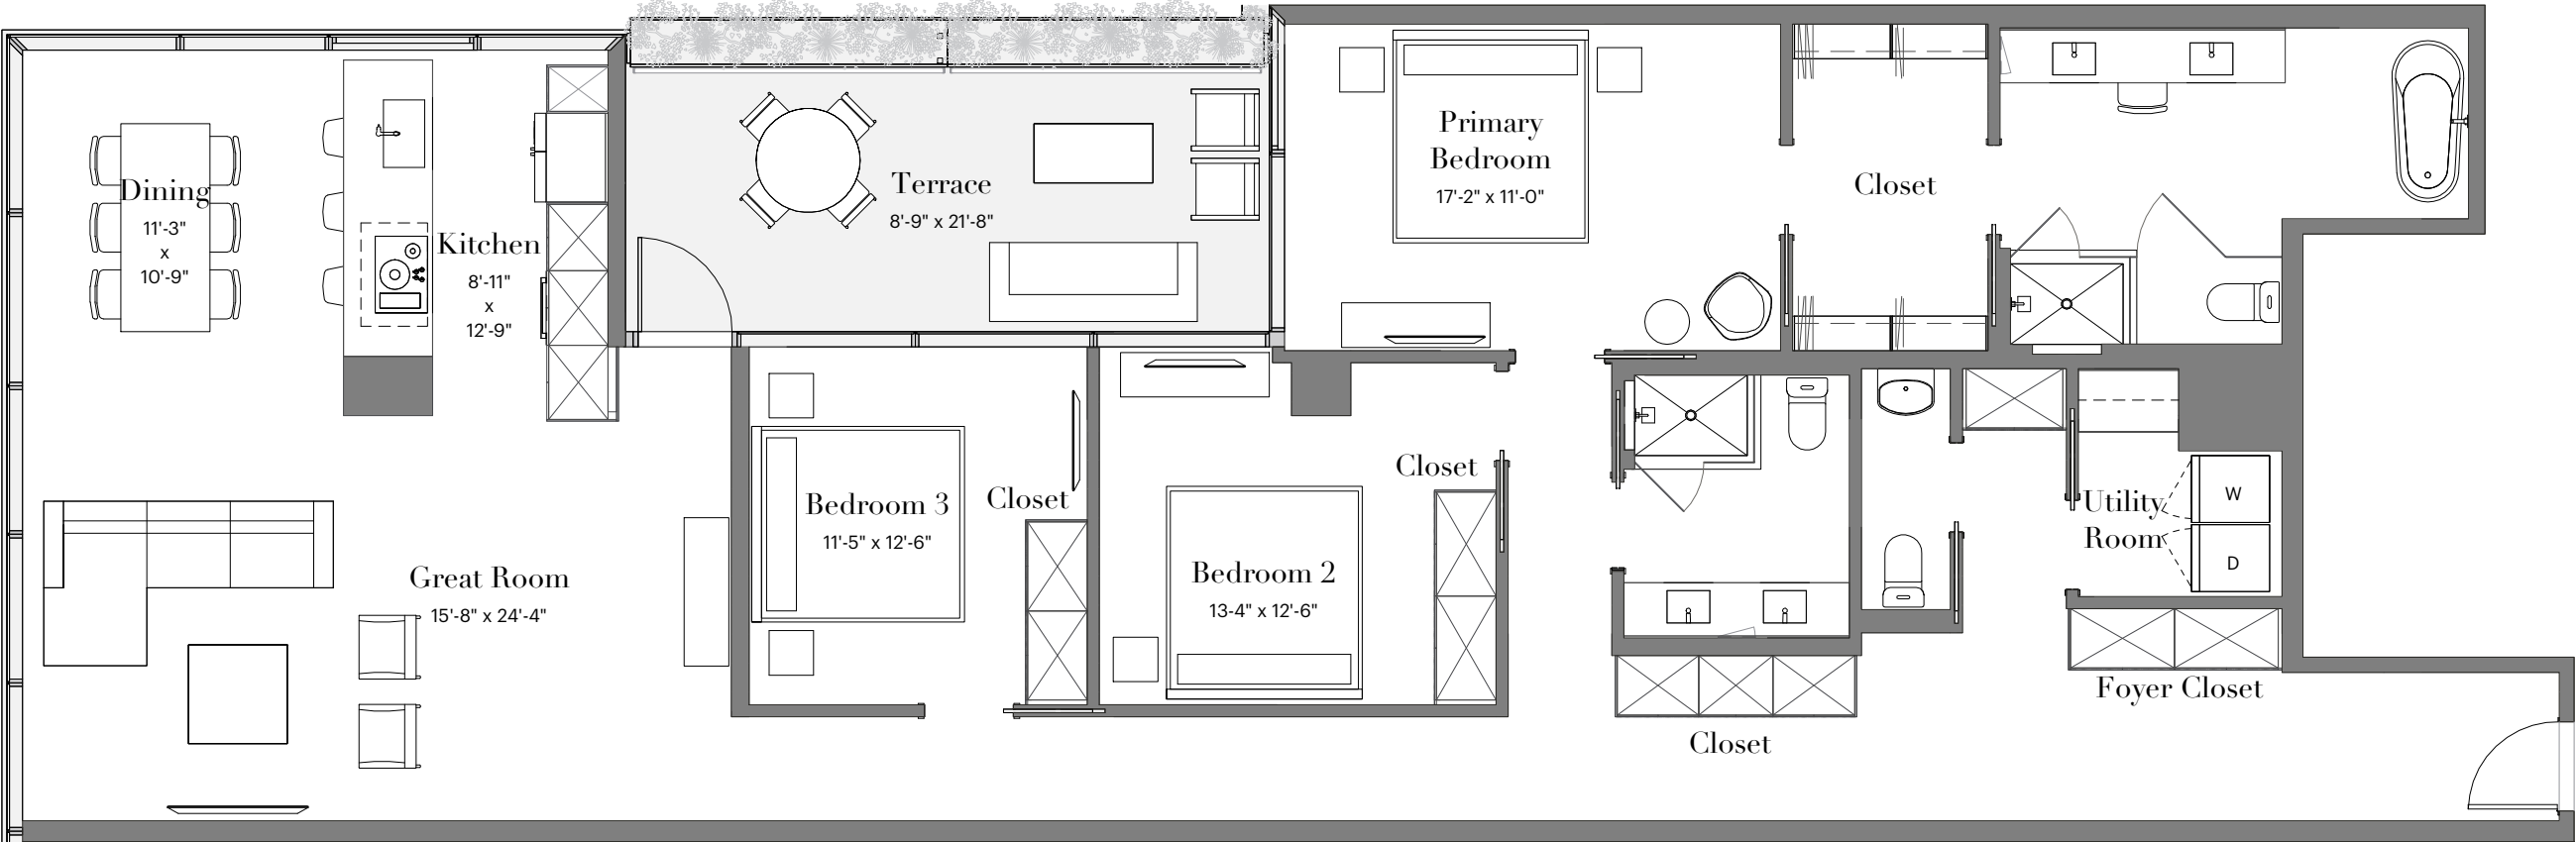 Dining
11'-3"
x
10'-9"
Kitchen
8'-11"
x
12'-9"
Terrace
8'-9" x 21'-8"
Primary
Bedroom
17'-2" x 11'-0"
Closet
Great Room
15'-8" x 24'-4"
Bedroom 3
11'-5" x 12'-6"
Closet
Bedroom 2
13-4" x 12'-6"
Closet
Closet
Utility
Room
W
D
Foyer Closet